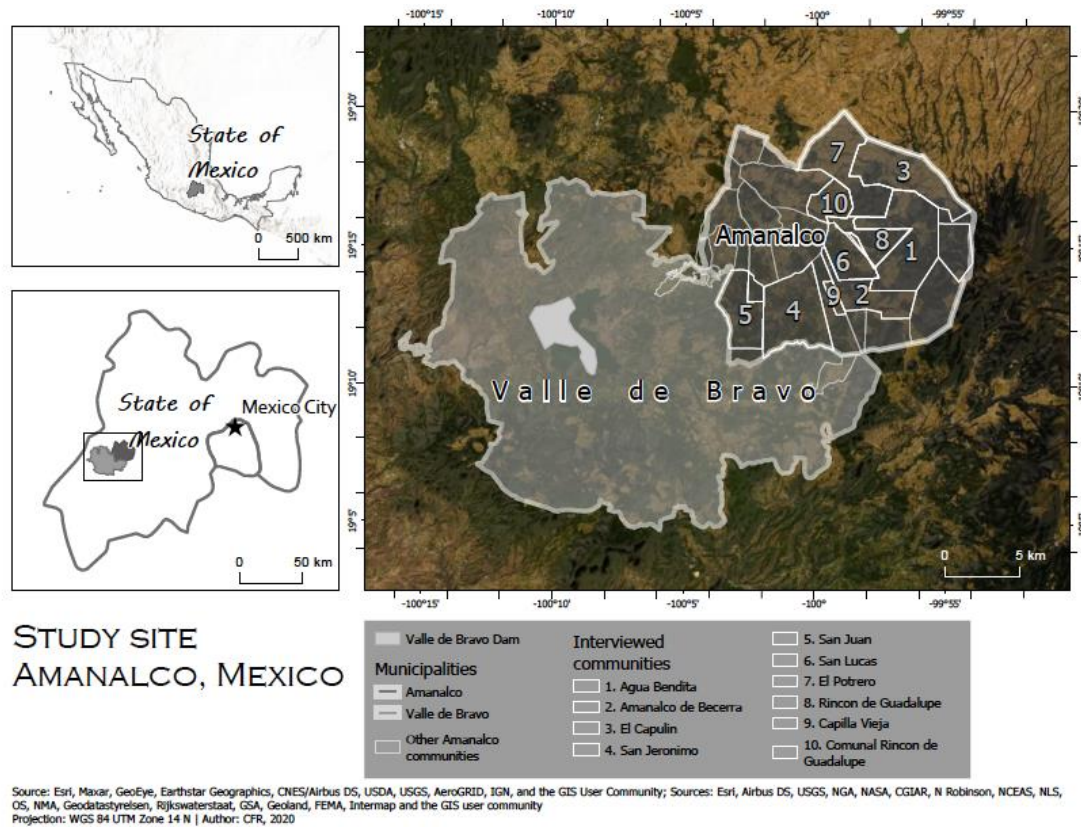 State of
Mexico
0 500 km
State of
Mexico
Mexico City
0 50 km
-100°15' -100°10' -100°5' -100° -99°55'
19°20'
19°15'
19°10'
19°5'
7
3
10
Amanalco
8
1
6
9
2
5
4
Valle de Bravo
0 5 km
-100°15' -100°10' -100°5' -100° -99°55'
STUDY SITE
AMANALCO, MEXICO
Valle de Bravo Dam
Municipalities
Amanalco
Valle de Bravo
Other Amanalco
communities
Interviewed
communities
1. Agua Bendita
2. Amanalco de Becerra
3. El Capulin
4. San Jeronimo
5. San Juan
6. San Lucas
7. El Potrero
8. Rincon de Guadalupe
9. Capilla Vieja
10. Comunal Rincon de
Guadalupe
Source: Esri, Maxar, GeoEye, Earthstar Geographics, CNES/Airbus DS, USDA, USGS, AeroGRID, IGN, and the GIS User Community; Sources: Esri, Airbus DS, USGS, NGA, NASA, CGIAR, N Robinson, NCEAS, NLS,
OS, NMA, Geodatastyrelsen, Rijkswaterstaat, GSA, Geoland, FEMA, Intermap and the GIS user community
Projection: WGS 84 UTM Zone 14 N | Author: CFR, 2020